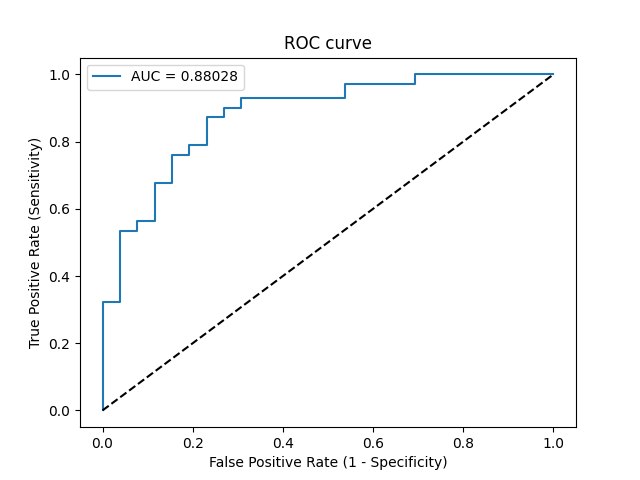 ROC curve
AUC = 0.88028
1.0
0.8
0.6
0.4
0.2
0.0
True Positive Rate (Sensitivity)
0.0 0.2 0.4 0.6 0.8 1.0
False Positive Rate (1 - Specificity)